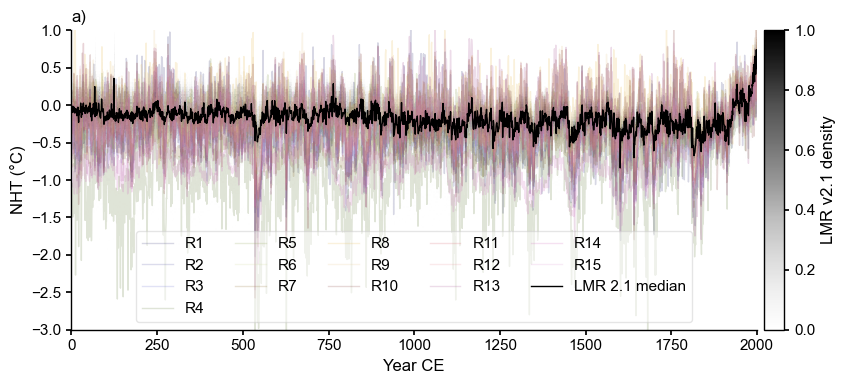 a)
1.0
0.5
0.0
−0.5
−1.0
−1.5
−2.0
−2.5
−3.0
NHT (°C)
R1 R5 R8 R11 R14
R2 R6 R9 R12 R15
R3 R7 R10 R13 LMR 2.1 median
R4
0 250 500 750 1000 1250 1500 1750 2000
Year CE
1.0
0.8
0.6
0.4
0.2
0.0
LMR v2.1 density